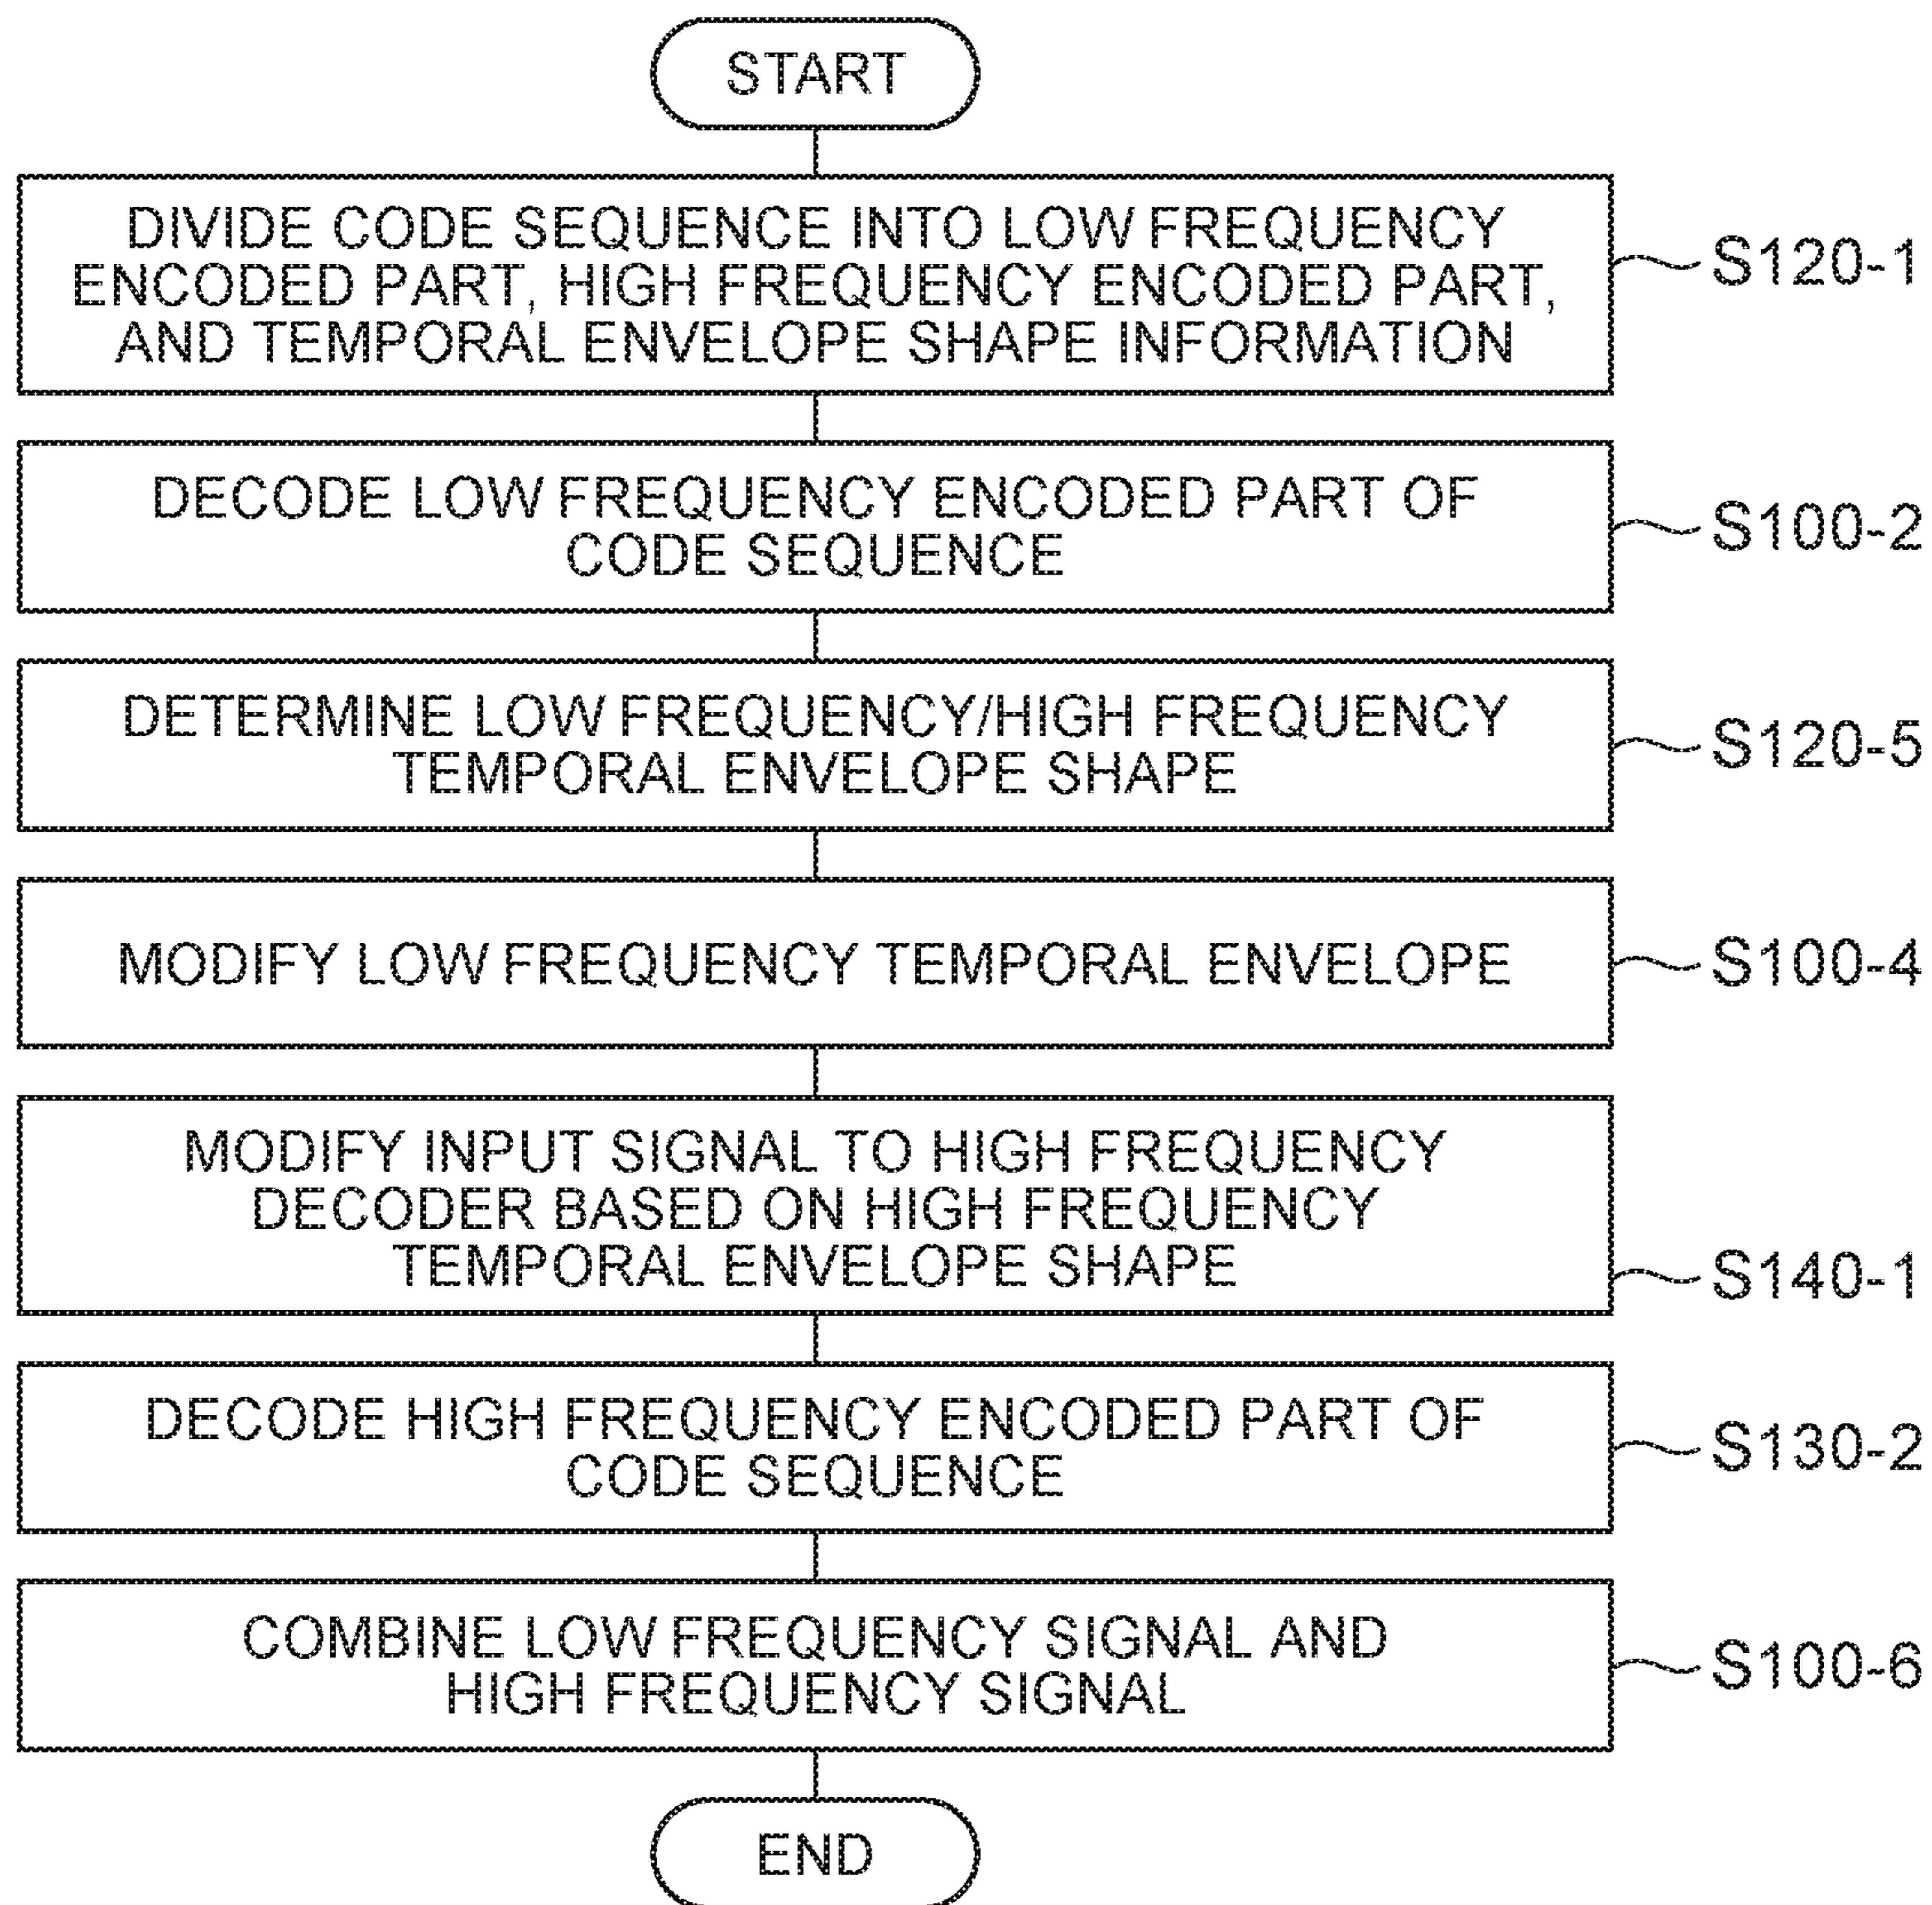 START
DIVIDE CODE SEQUENCE INTO LOW FREQUENCY
ENCODED PART, HIGH FREQUENCY ENCODED PART,
AND TEMPORAL ENVELOPE SHAPE INFORMATION
S120-1
DECODE LOW FREQUENCY ENCODED PART OF
CODE SEQUENCE
S100-2
DETERMINE LOW FREQUENCY/HIGH FREQUENCY
TEMPORAL ENVELOPE SHAPE
S120-5
MODIFY LOW FREQUENCY TEMPORAL ENVELOPE
S100-4
MODIFY INPUT SIGNAL TO HIGH FREQUENCY
DECODER BASED ON HIGH FREQUENCY
TEMPORAL ENVELOPE SHAPE
S140-1
DECODE HIGH FREQUENCY ENCODED PART OF
CODE SEQUENCE
S130-2
COMBINE LOW FREQUENCY SIGNAL AND
HIGH FREQUENCY SIGNAL
S100-6
END